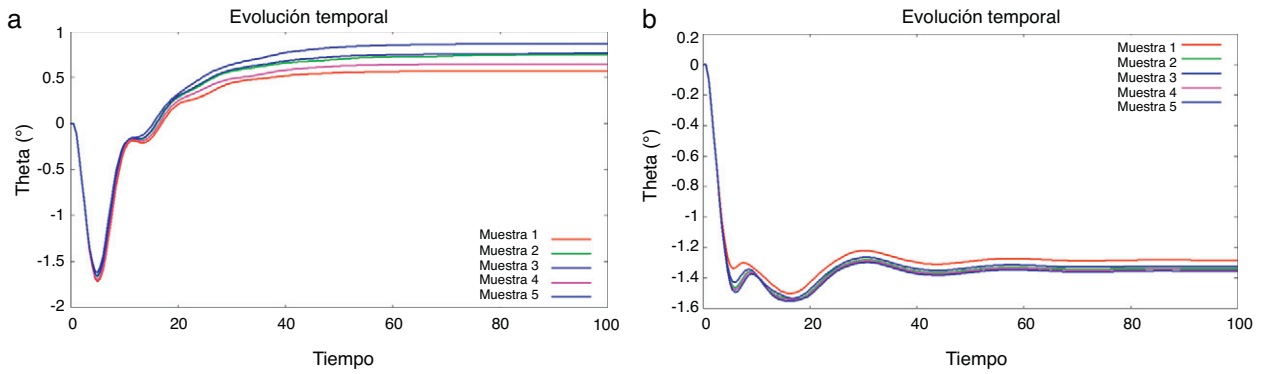 a
Evolución temporal
1
0.5
0
-0.5
-1
-1.5
-2
Theta (°)
Muestra 1
Muestra 2
Muestra 3
Muestra 4
Muestra 5
0 20 40 60 80 100
Tiempo
b
Evolución temporal
0.2
0
-0.2
-0.4
-0.6
-0.8
-1
-1.2
-1.4
-1.6
Theta (°)
Muestra 1
Muestra 2
Muestra 3
Muestra 4
Muestra 5
0 20 40 60 80 100
Tiempo